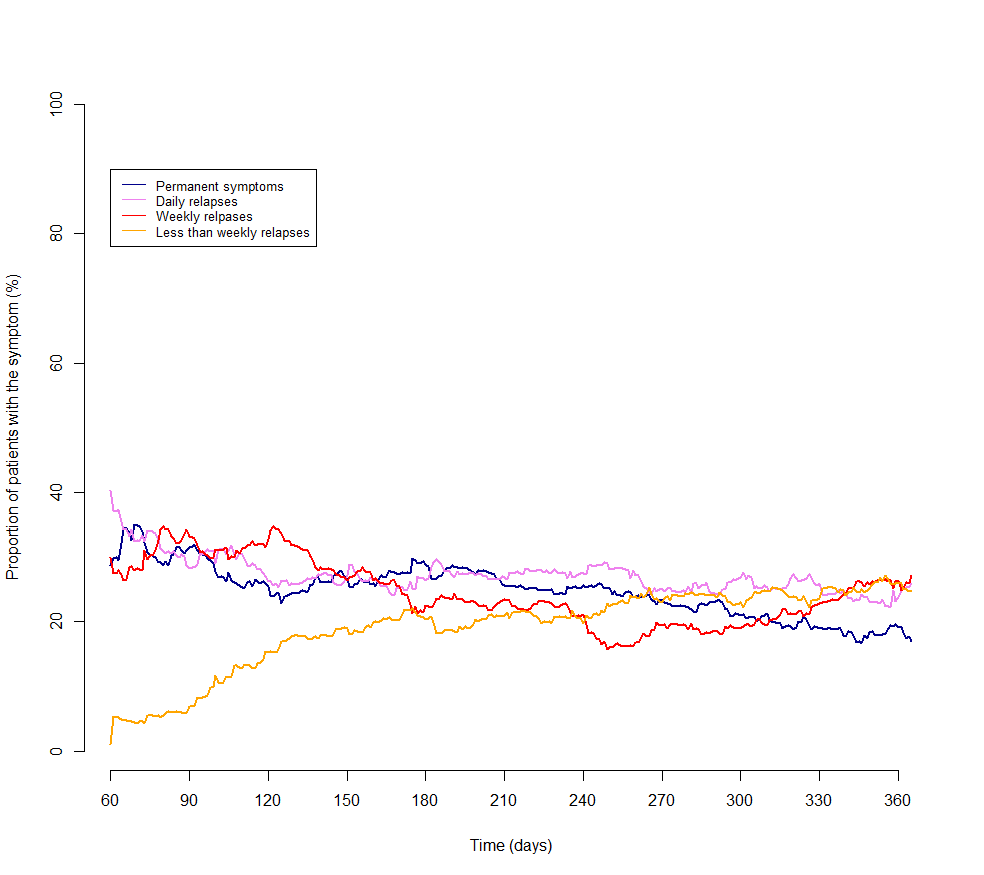 100
80
60
40
20
0
Proportion of patients with the symptom (%)
Permanent symptoms
Daily relapses
Weekly relpases
Less than weekly relapses
60 90 120 150 180 210 240 270 300 330 360
Time (days)